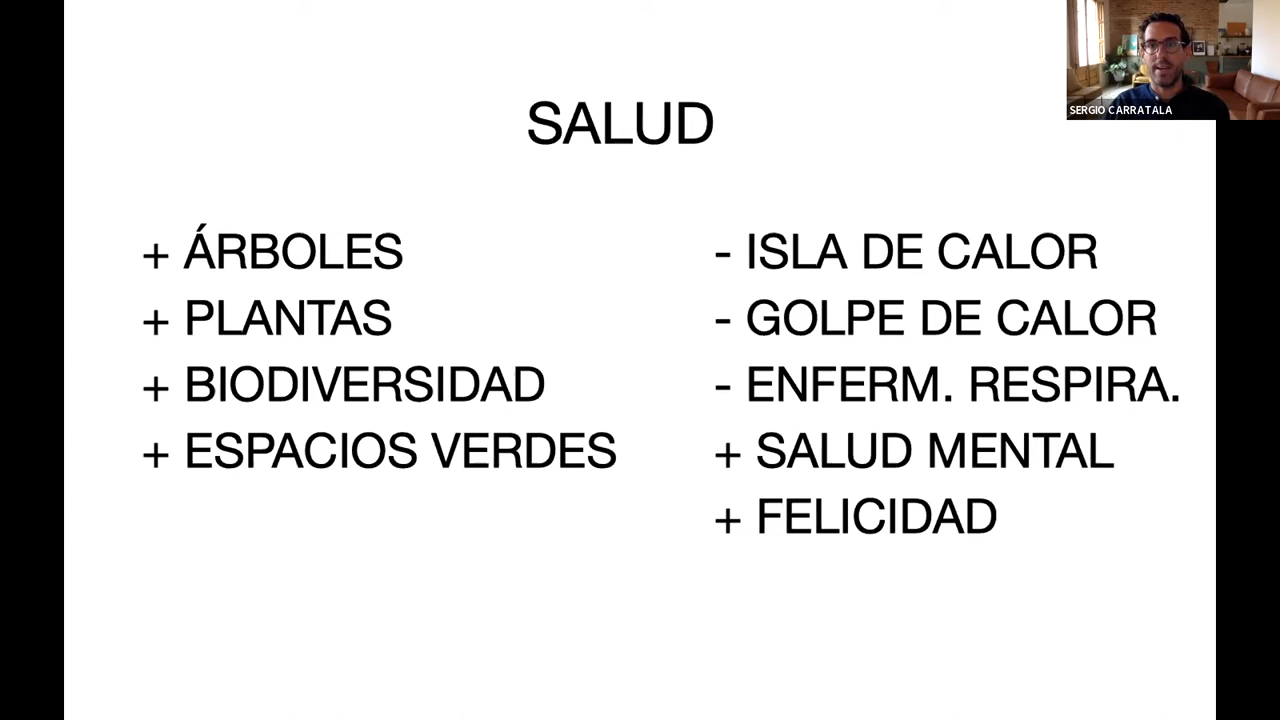 SERGIO CARRATALA
SALUD
+ ÁRBOLES
+ PLANTAS
+ BIODIVERSIDAD
+ ESPACIOS VERDES
- ISLA DE CALOR
- GOLPE DE CALOR
- ENFERM. RESPIRA.
+ SALUD MENTAL
+ FELICIDAD